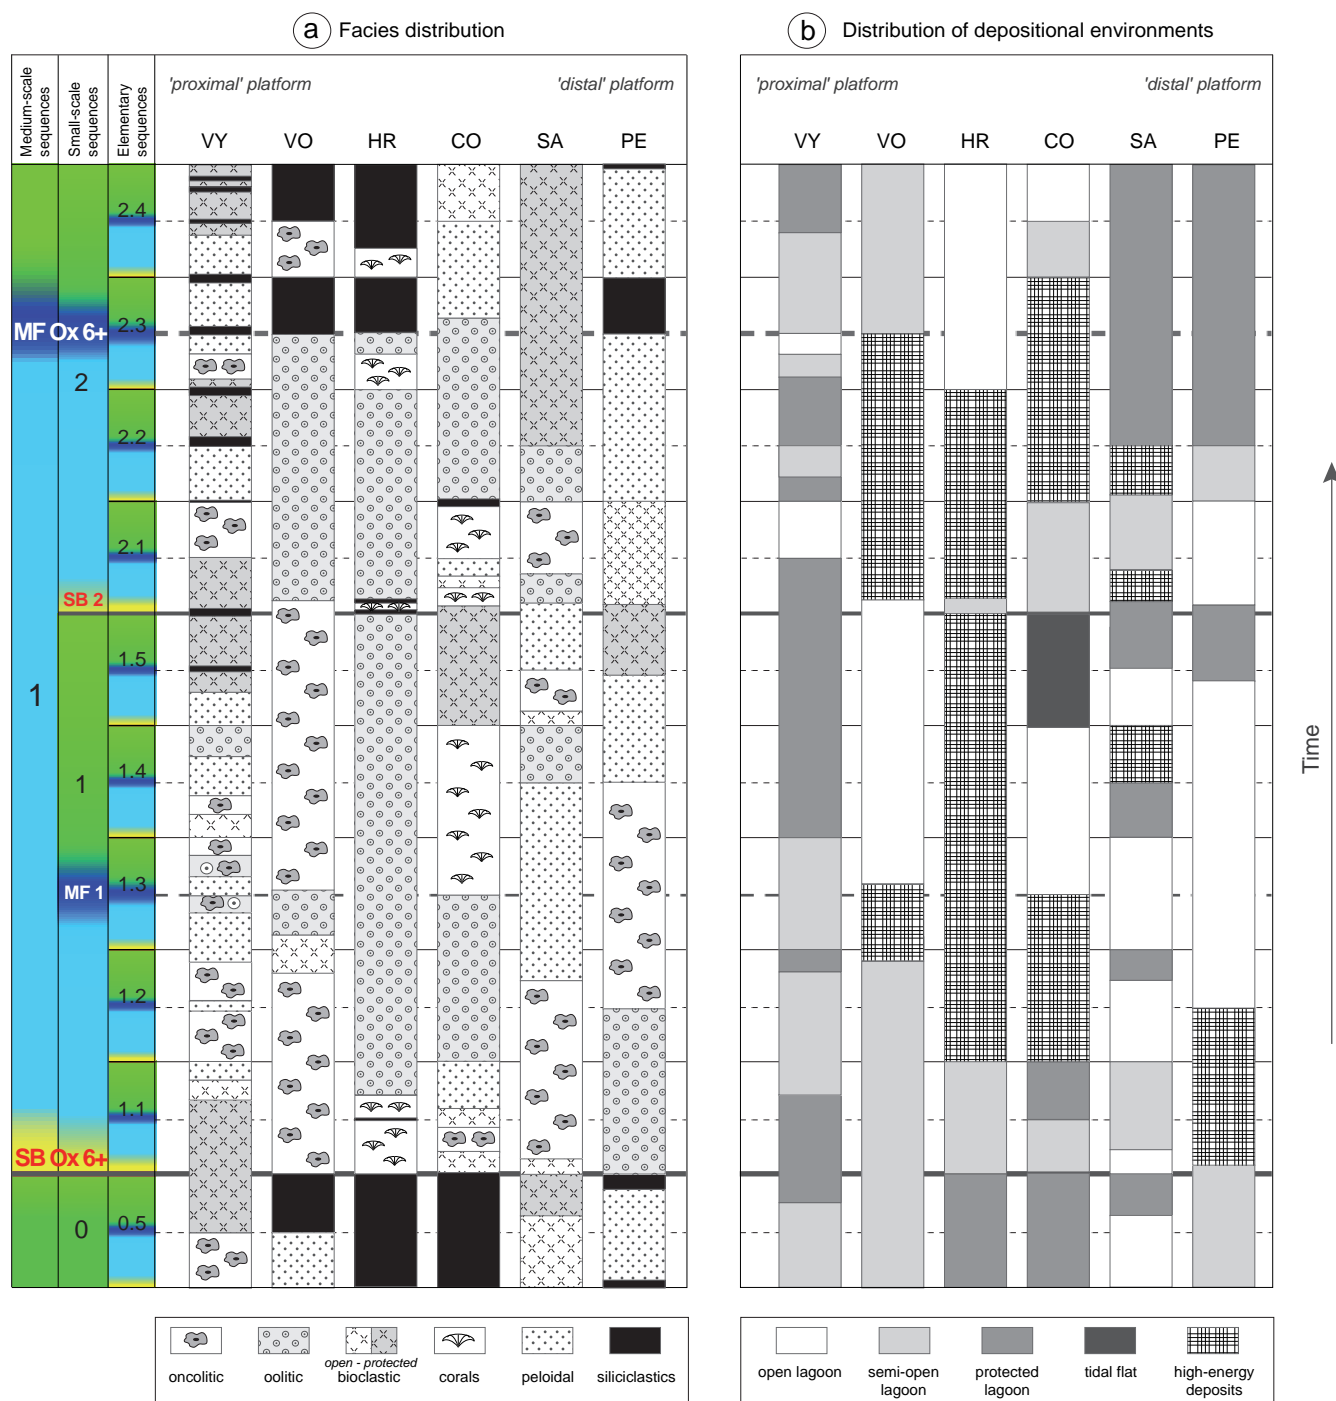 a Facies distribution
b Distribution of depositional environments
Medium-scale
sequences
Small-scale
sequences
Elementary
sequences
'proximal' platform
'distal' platform
VY VO HR CO SA PE
'proximal' platform
'distal' platform
VY VO HR CO SA PE
2.4
MF Ox 6+
2.3
2
2.2
2.1
SB 2
1.5
1
1.4
1
MF 1
1.3
1.2
1.1
SB Ox 6+
0
0.5
Time
oncolitic
oolitic
open - protected
bioclastic
corals
peloidal
siliciclastics
open lagoon
semi-open
lagoon
protected
lagoon
tidal flat
high-energy
deposits